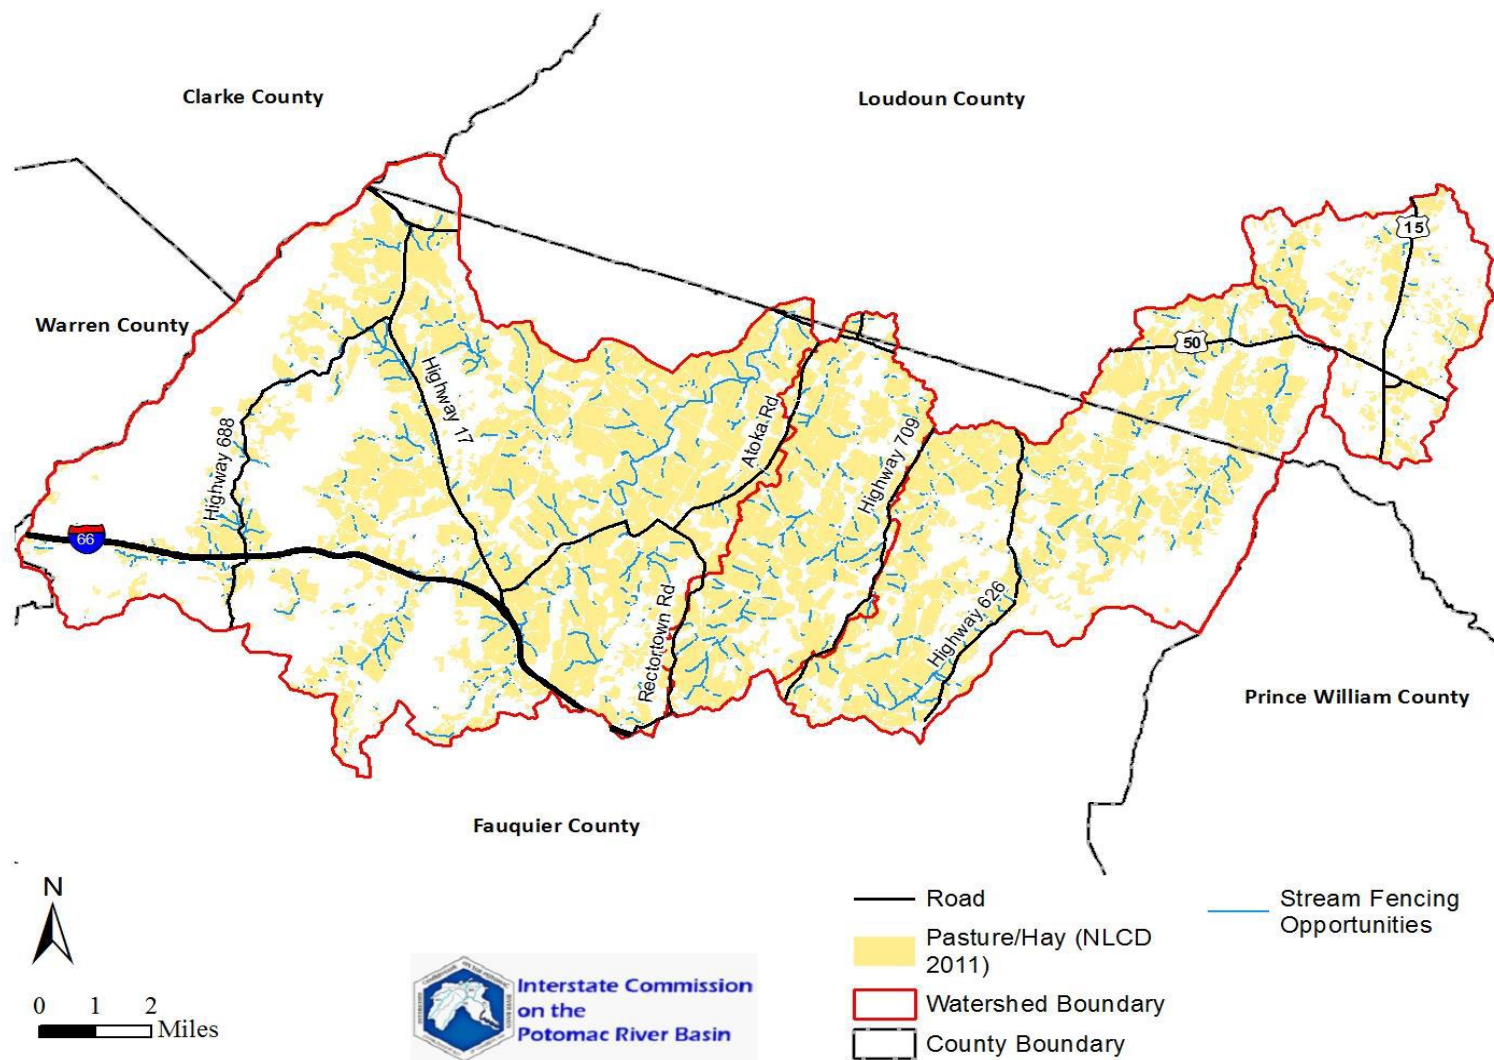 Clarke County
Loudoun County
Warren County
15
50
Highway 17
Atoka Rd
Highway 709
Highway 688
66
Highway 626
Rectortown Rd
Prince William County
Fauquier County
N
0 1 2
Miles
Road
Pasture/Hay (NLCD
2011)
Watershed Boundary
County Boundary
Stream Fencing
Opportunities
Interstate Commission
on the
Potomac River Basin